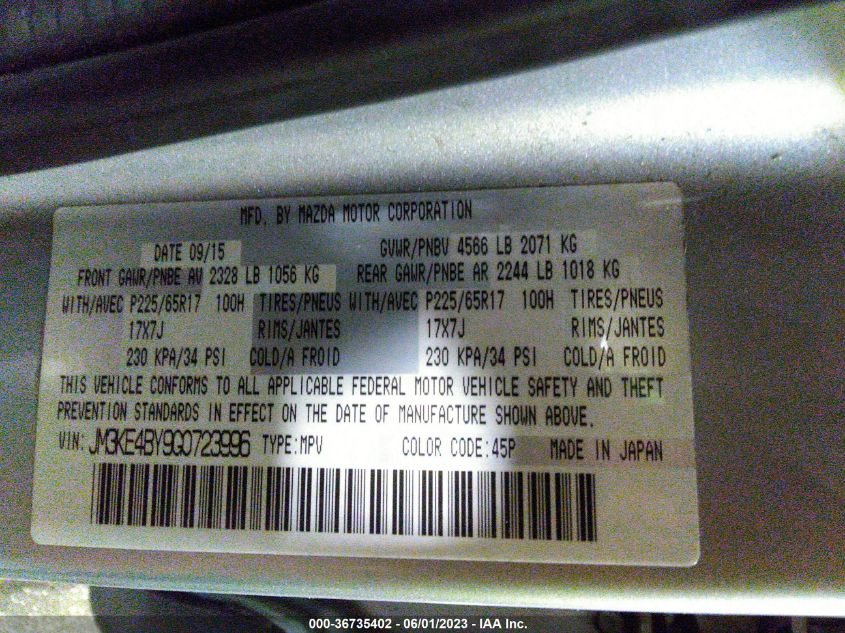 MFD. BY MAZDA MOTOR CORPORATION
DATE 09/15 GVWR/PNBV 4566 LB 2071 KG
FRONT GAWR/PNBE AV 2328 LB 1056 KG REAR GAWR/PNBE AR 2244 LB 1018 KG
WITH/AVEC P225/65R17 100H TIRES/PNEUS WITH/AVEC P225/65R17 100H TIRES/PNEUS
17X7J RIMS/JANTES 17X7J RIMS/JANTES
230 KPA/34 PSI COLD/A FROID 230 KPA/34 PSI COLD/A FROID
THIS VEHICLE CONFORMS TO ALL APPLICABLE FEDERAL MOTOR VEHICLE SAFETY AND THEFT
PREVENTION STANDARDS IN EFFECT ON THE DATE OF MANUFACTURE SHOWN ABOVE.
VIN: JM3KE4BY9G0723996 TYPE:MPV COLOR CODE:45P MADE IN JAPAN
000-36735402 - 06/01/2023 - IAA Inc.